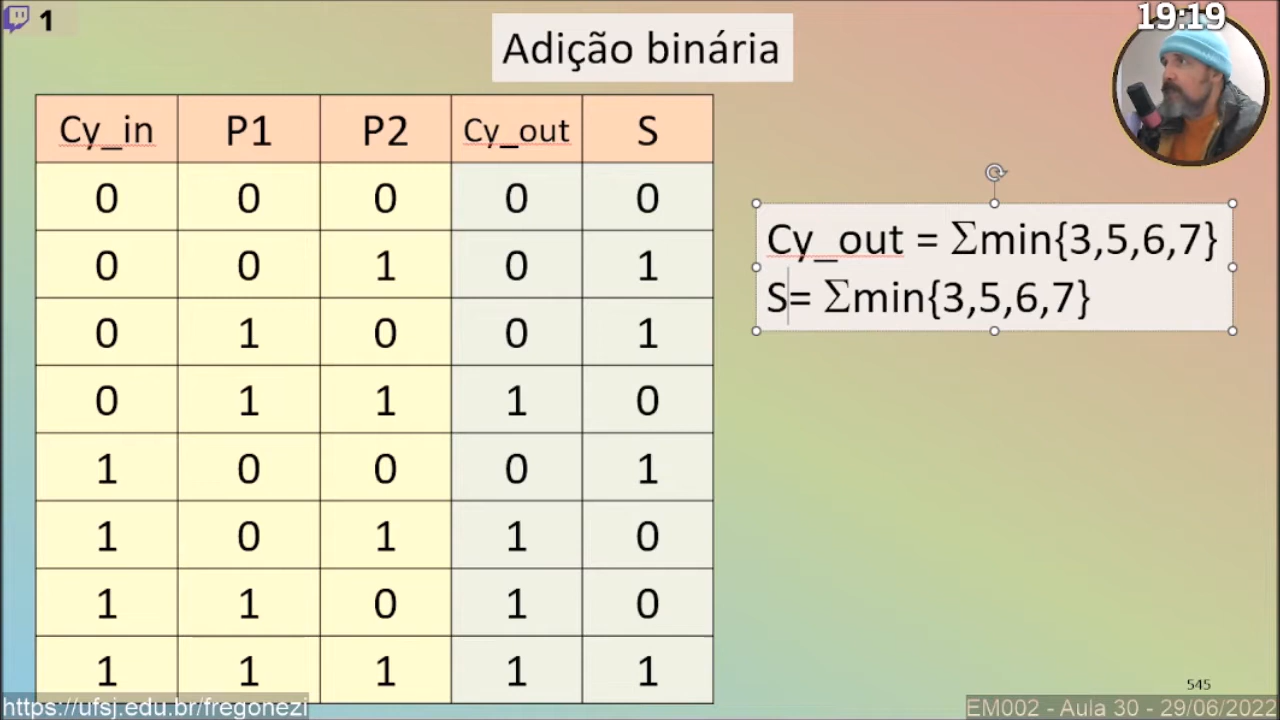 1
19:19
Adição binária
Cy_in P1 P2 Cy_out S
0 0 0 0 0
0 0 1 0 1
0 1 0 0 1
0 1 1 1 0
1 0 0 0 1
1 0 1 1 0
1 1 0 1 0
1 1 1 1 1
Cy_out = Σmin{3,5,6,7}
S= Σmin{3,5,6,7}
545
https://ufsj.edu.br/fregonezi
EM002 - Aula 30 - 29/06/2022